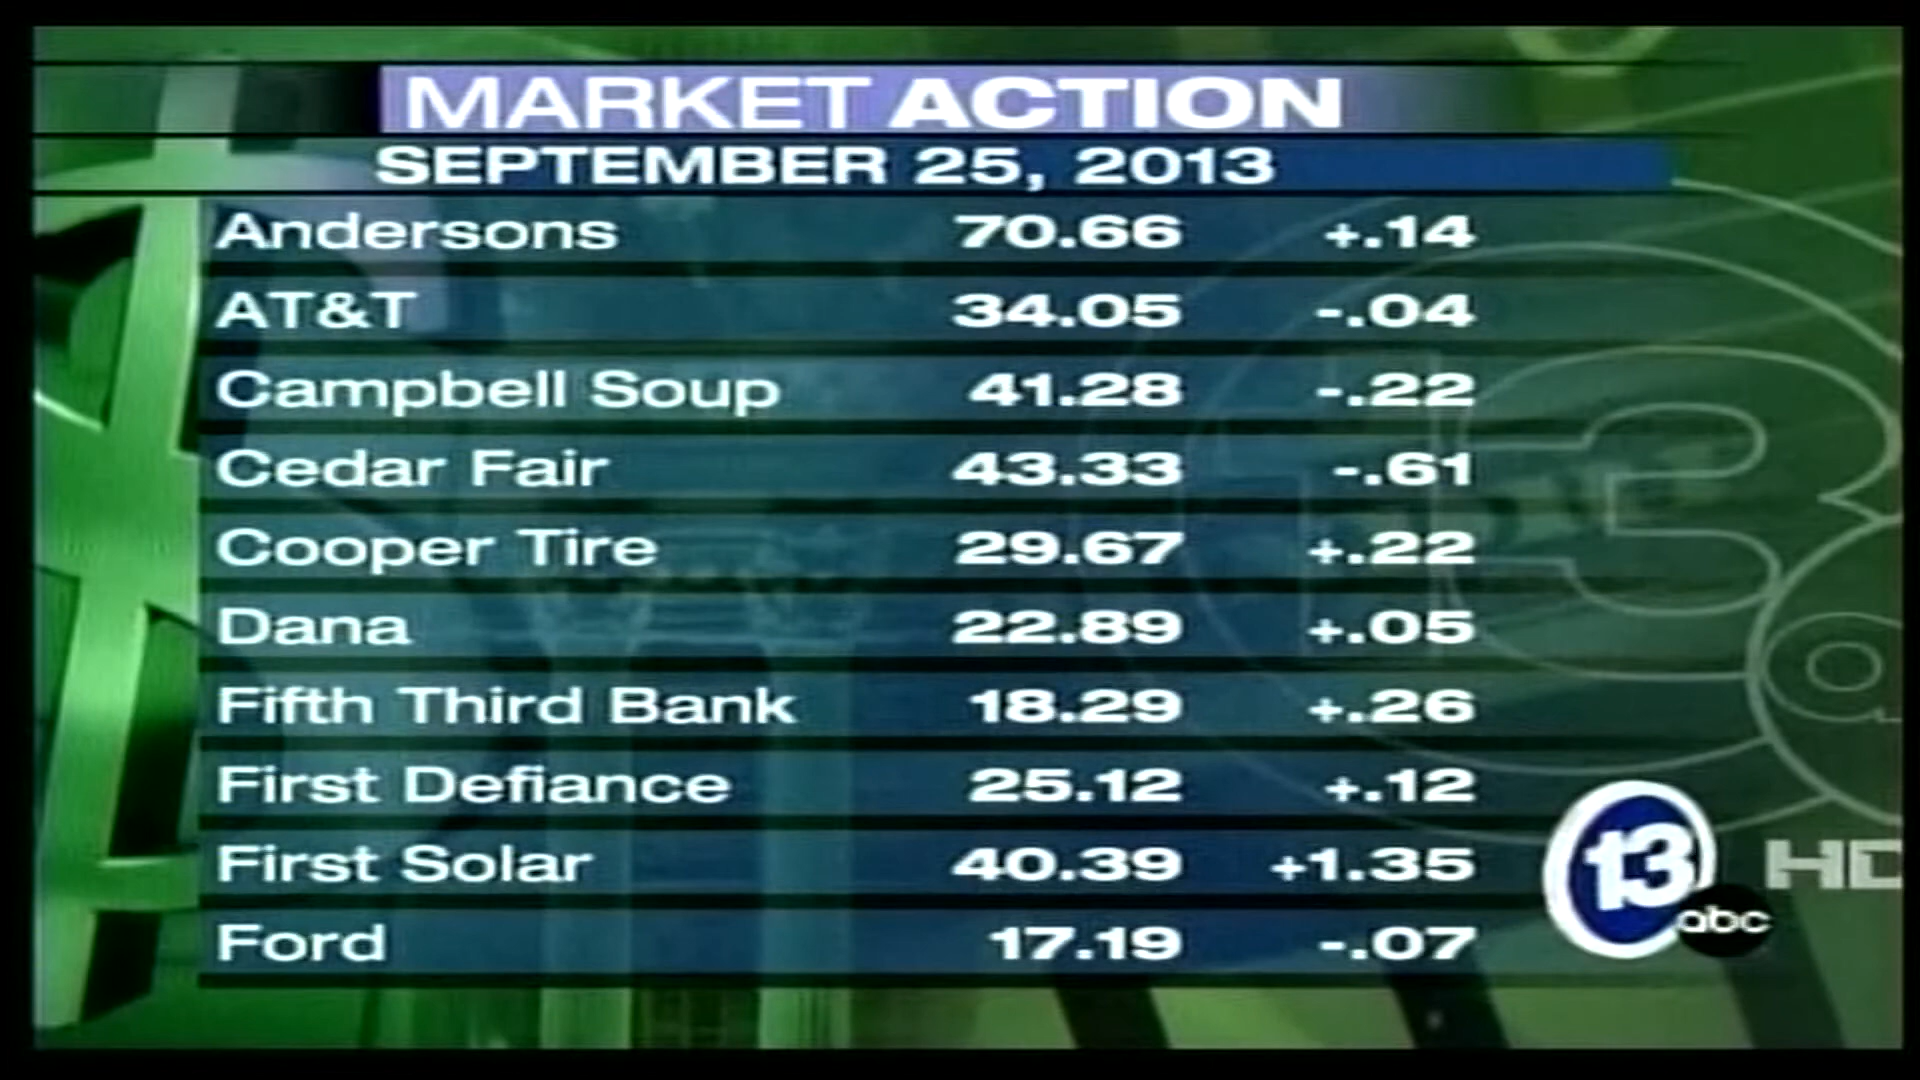 MARKET ACTION
SEPTEMBER 25, 2013
Andersons 70.66 +.14
AT&T 34.05 -.04
Campbell Soup 41.28 -.22
Cedar Fair 43.33 -.61
Cooper Tire 29.67 +.22
Dana 22.89 +.05
Fifth Third Bank 18.29 +.26
First Defiance 25.12 +.12
First Solar 40.39 +1.35
Ford 17.19 -.07
13
abc
HD